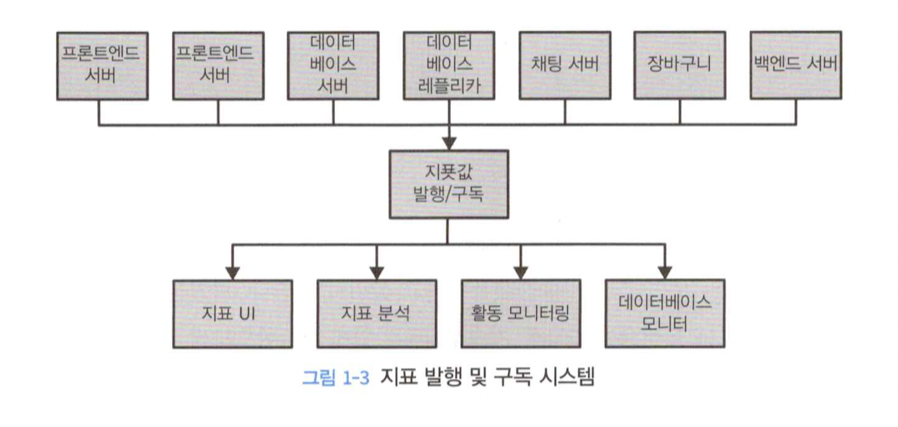 프론트엔드
서버
프론트엔드
서버
데이터
베이스
서버
데이터
베이스
레플리카
채팅 서버
장바구니
백엔드 서버
지푯값
발행/구독
지표 UI
지표 분석
활동 모니터링
데이터베이스
모니터
그림 1-3 지표 발행 및 구독 시스템